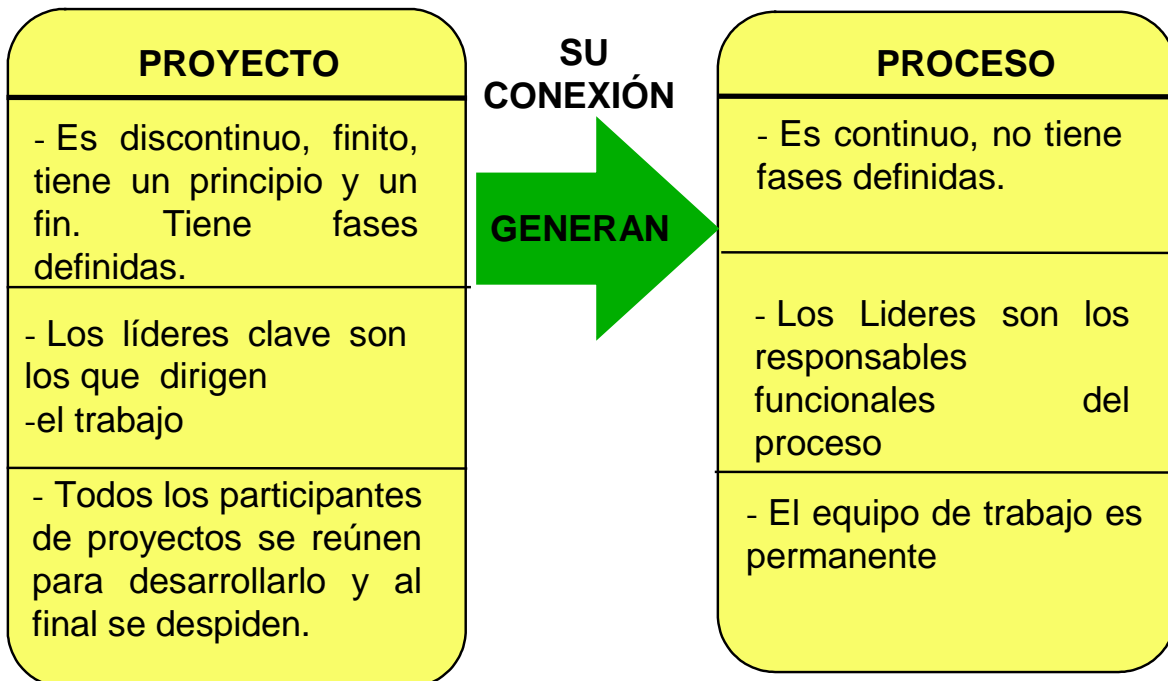 PROYECTO
- Es discontinuo, finito,
tiene un principio y un
fin. Tiene fases
definidas.
- Los líderes clave son
los que dirigen
-el trabajo
- Todos los participantes
de proyectos se reúnen
para desarrollarlo y al
final se despiden.
SU
CONEXIÓN
GENERAN
PROCESO
- Es continuo, no tiene
fases definidas.
- Los Lideres son los
responsables
funcionales del
proceso
- El equipo de trabajo es
permanente